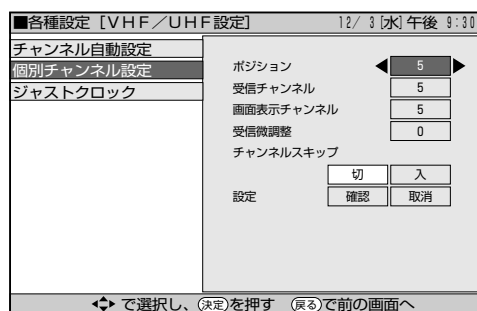 ■各種設定［VHF／UHF設定］ 12/ 3[水]午後 9:30
チャンネル自動設定
個別チャンネル設定
ジャストクロック
ポジション 5
受信チャンネル 5
画面表示チャンネル 5
受信微調整 0
チャンネルスキップ
切 入
設定 確認 取消
で選択し、決定を押す 戻るで前の画面へ